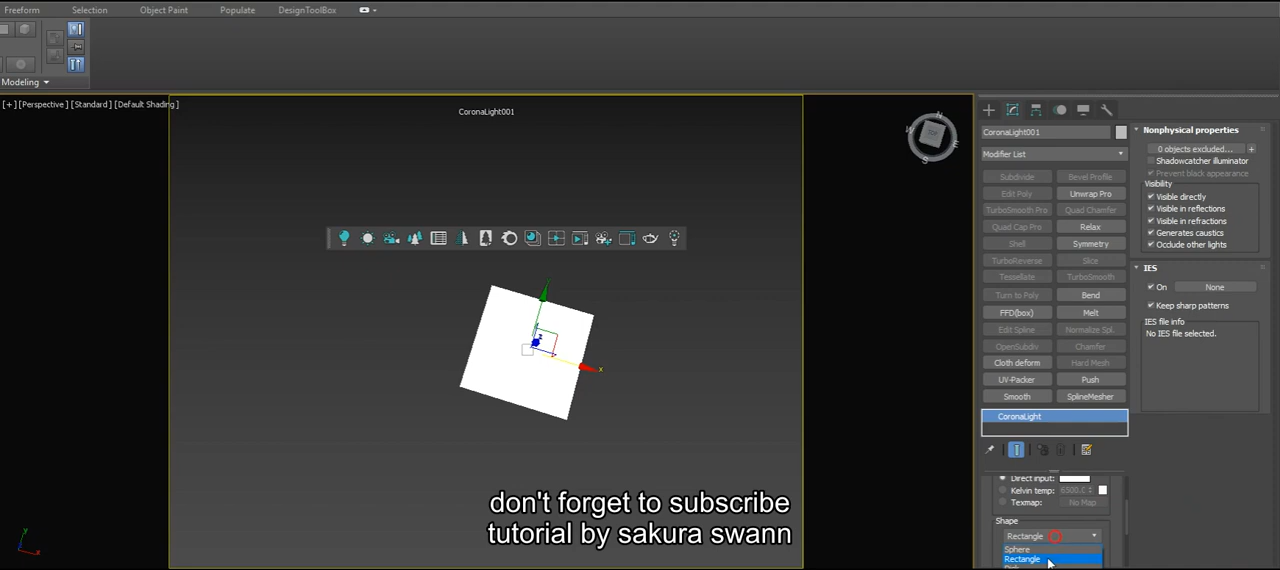 Freeform Selection Object Paint Populate DesignToolBox
Modeling
[+] [Perspective] [Standard] [Default Shading]
CoronaLight001
N
W
E
S
CoronaLight001
Modifier List
Subdivide Bevel Profile
Edit Poly Unwrap Pro
TurboSmooth Pro Quad Chamfer
Quad Cap Pro Relax
Shell Symmetry
TurboReverse Slice
Tessellate TurboSmooth
Turn to Poly Bend
FFD(box) Melt
Edit Spline Normalize Spl.
OpenSubdiv Chamfer
Cloth deform Hard Mesh
UV-Packer Push
Smooth SplineMesher
CoronaLight
Direct input:
Kelvin temp: 6500.0
Texmap: No Map
Shape
Rectangle
Sphere
Rectangle
Nonphysical properties
0 objects excluded... +
Shadowcatcher illuminator
Prevent black appearance
Visibility
Visible directly
Visible in reflections
Visible in refractions
Generates caustics
Occlude other lights
IES
On None
Keep sharp patterns
IES file info
No IES file selected.
x
y
x
don't forget to subscribe
tutorial by sakura swann